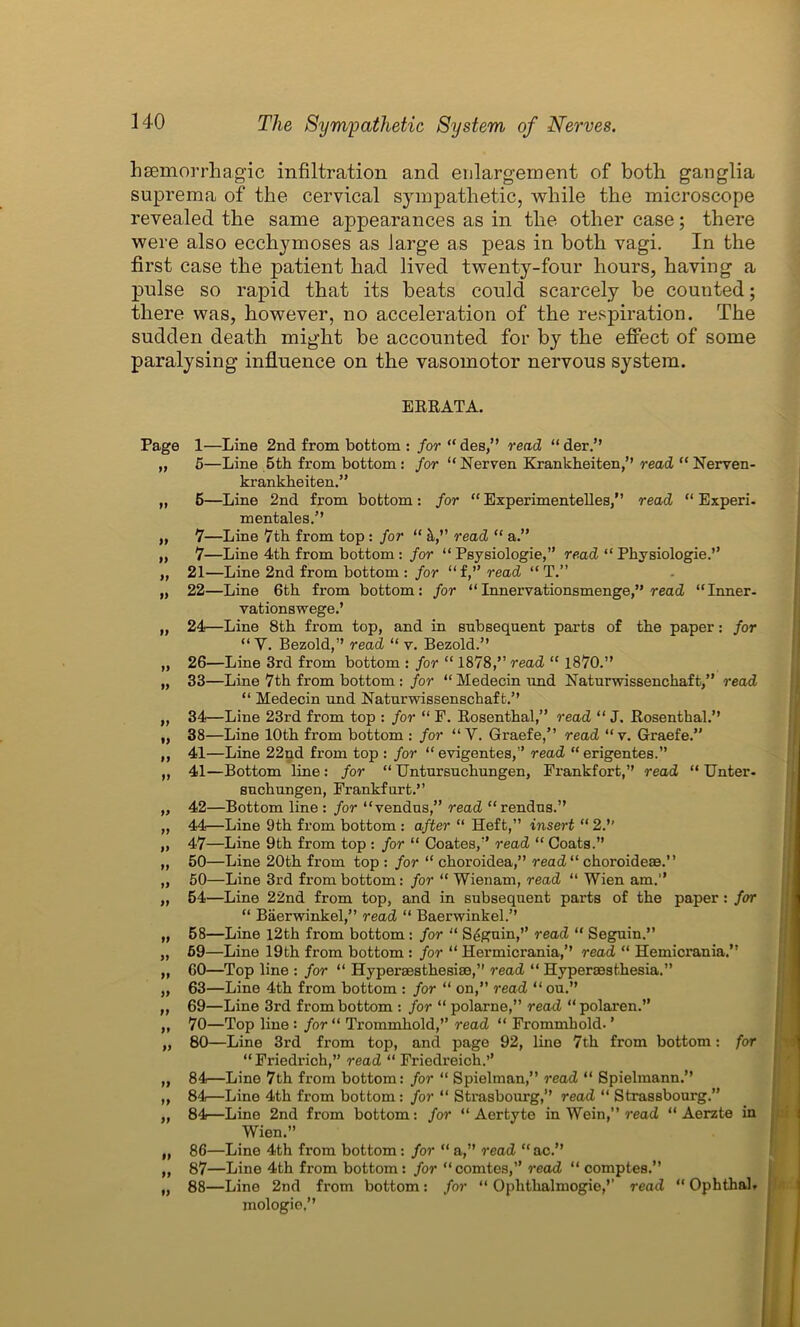 140 The Sympathetic System of Nerves.
hæmorrhagic infiltration and enlargement of both ganglia
suprema of the cervical sympathetic, while the microscope
revealed the same appearances as in the other case; there
were also ecchymoses as large as peas in both vagi. In the
first case the patient had lived twenty-four hours, having a
pulse so rapid that its beats could scarcely be counted;
there was, however, no acceleration of the respiration. The
sudden death might be accounted for by the effect of some
paralysing influence on the vasomotor nervous system.
ERRATA.
Page 1—Line 2nd from bottom : for “ des,” read “ der.”
„ 5—Line 5th from bottom : for “ Nerven Krankheiten,” read “ Nerven-
krankheiten.”
„ 5—Line 2nd from bottom : for “ Experimentelles,” read “ Experi-
mentales.”
„ 7—Line 7th from top : for “ à,” read “ a.”
„ 7—Line 4th from bottom : for “ Psysiologie,” read “ Physiologie.”
„ 21—Line 2nd from bottom : for “ f,” read “ T.”
„ 22—Line 6th from bottom : for “ Innervationsmenge,” read “Inner-
vationswege.’
„ 24—Line 8th from top, and in subsequent parts of the paper : for
“ V. Bezold,” read “ v. Bezold.”
„ 26—Line 3rd from bottom : for “ 1878,” read “ 1870.”
„ 33—Line 7th from bottom : for “ Medecin und Naturwissenchaft,” read
“ Medecin und Naturwissenschaft.”
„ 34—Line 23rd from top : for “ F. Rosenthal,” read “ J. Rosenthal.”
„ 38—Line 10th from bottom : for “ V. Graefe,” read “ v. Graefe.”
„ 41—Line 22nd from top : for “ evigentes,” read “ erigentes.”
„ 41—Bottom line : for “ Untursuchungen, Frankfort,” read “ Unter-
suchungen, Frankfurt.”
„ 42—Bottom line : for “vendus,” read “rendus.”
„ 44—Line 9th from bottom : after “ Heft,” insert “ 2.”
„ 47—Line 9th from top : for “ Coates,” read “ Coats.”
„ 50—Line 20th from top : for “ choroidea,” read “ choroideæ.”
„ 50—Line 3rd from bottom : for “ Wienam, read “ Wien am.”
„ 54—Line 22nd from top, and in subsequent parts of the paper : for
“ Bäerwinkel,” read “ Baerwinkel.”
„ 58—Line 12th from bottom : for “ Séguin,” read “ Seguin.”
„ 59—Line 19th from bottom : for “ Hermicrania,” read “ Hemicrania.”
„ 60—Top line : for “ Hyperæsthesiæ,” read “ Hyperæsthesia.”
„ 63—Line 4th from bottom : for “ on,” read “ ou.”
„ 69—Line 3rd from bottom : for “ polarne,” read “ polaren.”
„ 70—Top line : for “ Trommhold,” read “ Frommhold. ’
„ 80—Line 3rd from top, and page 92, line 7th from bottom : for
“ Friedrich,” read “ Friedreich.”
„ 84—Line 7th from bottom : for “ Spielman,” read “ Spielmann.”
„ 84—Line 4th from bottom : for “ Strasbourg,” read “ Strassbourg.”
„ 84—Line 2nd from bottom : for “ Aertyte in Wein,” read “ Aerzte in
Wien.”
„ 86—Line 4th from bottom : for “ a,” read “ac.”
„ 87—Line 4th from bottom : for “ comtes,” read “ comptes.”
„ 88—Line 2nd from bottom : for “ Ophthalmogie,” read “ Ophthal-
mologie.”